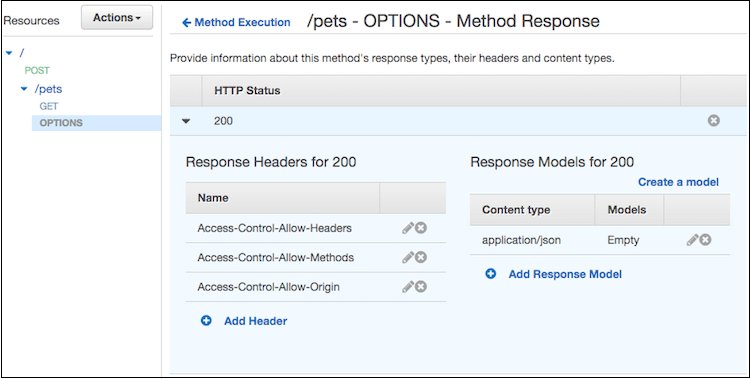 Resources
Actions
/
POST
/pets
GET
OPTIONS
Method Execution
/pets - OPTIONS - Method Response
Provide information about this method's response types, their headers and content types.
HTTP Status
200
Response Headers for 200
Name
Access-Control-Allow-Headers
Access-Control-Allow-Methods
Access-Control-Allow-Origin
Add Header
Response Models for 200
Create a model
Content type Models
application/json Empty
Add Response Model